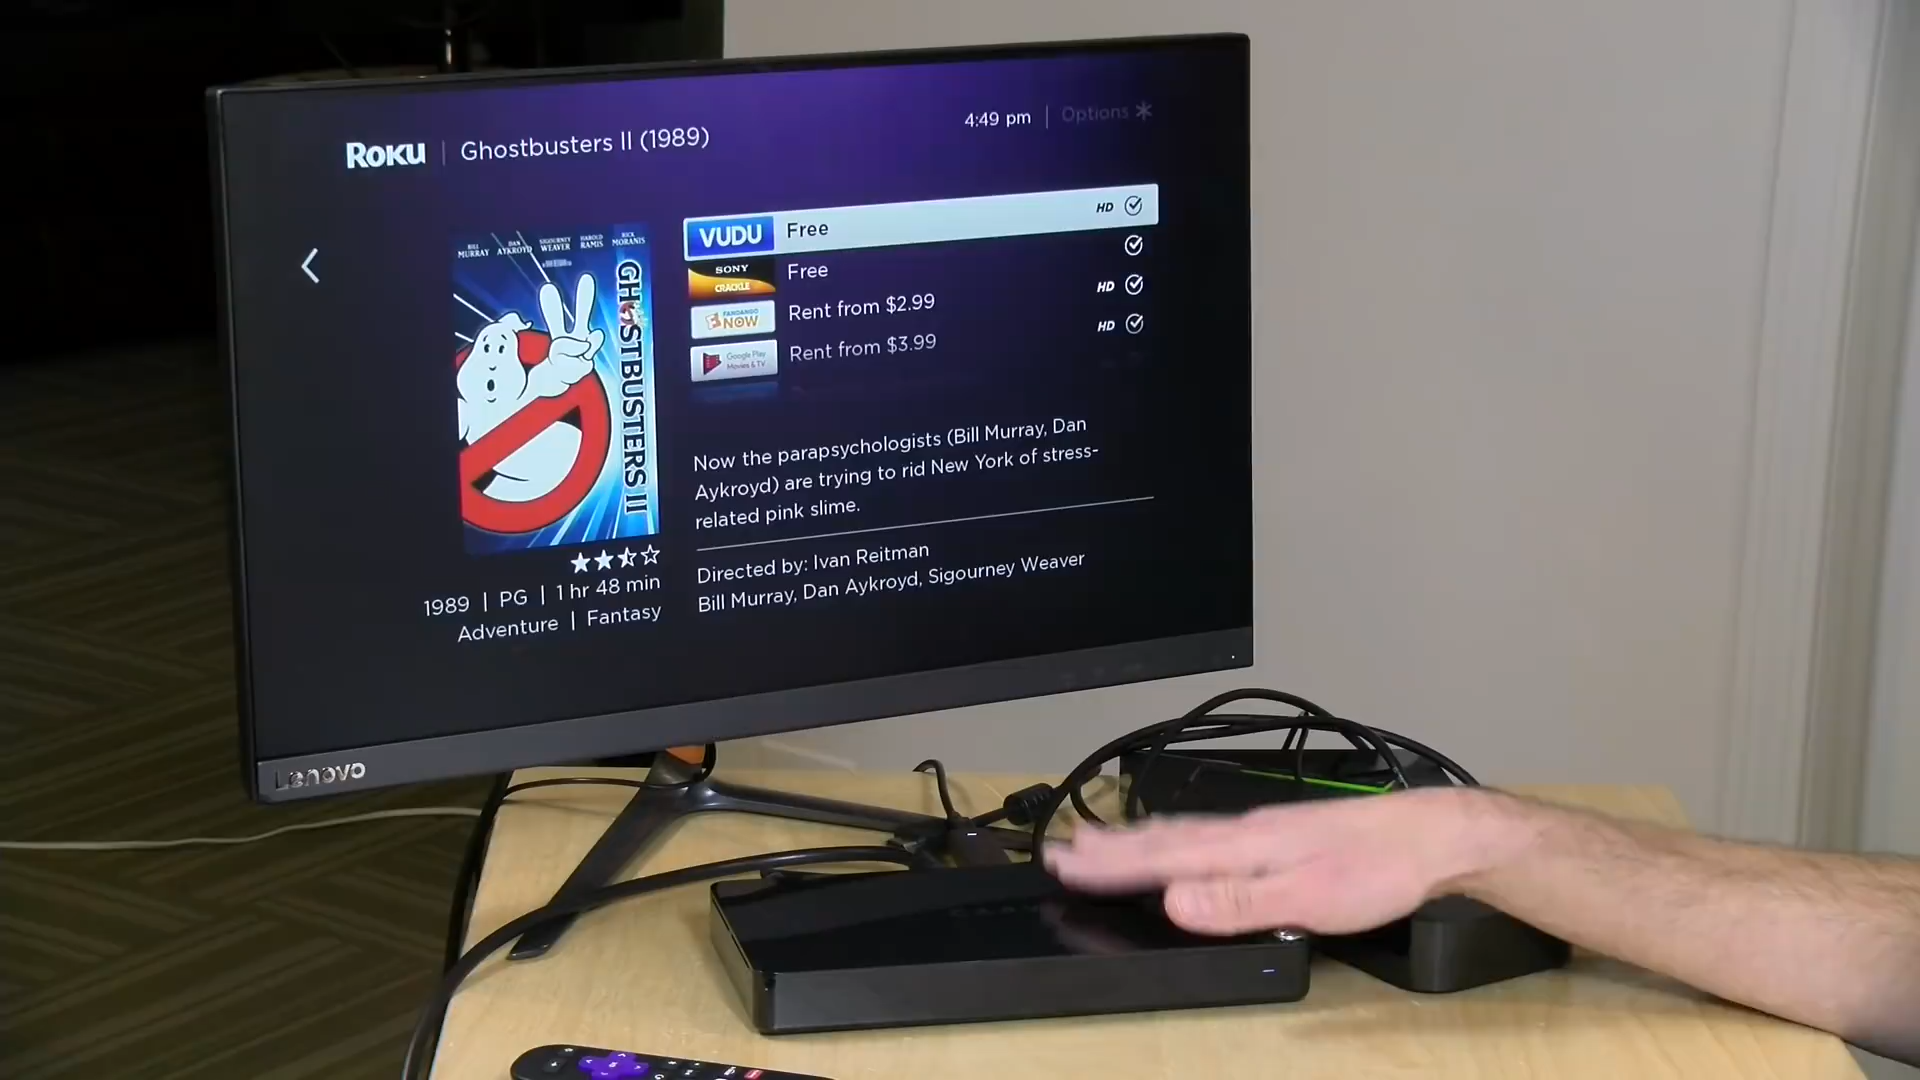 4:49 pm | Options
Roku | Ghostbusters II (1989)
VUDU Free HD
SONY CRACKLE Free
FANDANGO NOW Rent from $2.99 HD
Google Play Movies & TV Rent from $3.99 HD
BILL MURRAY DAN AYKROYD SIGOURNEY WEAVER HAROLD RAMIS RICK MORANIS
GHOSTBUSTERS II
1989 | PG | 1 hr 48 min
Adventure | Fantasy
Now the parapsychologists (Bill Murray, Dan
Aykroyd) are trying to rid New York of stress-
related pink slime.
Directed by: Ivan Reitman
Bill Murray, Dan Aykroyd, Sigourney Weaver
Lenovo